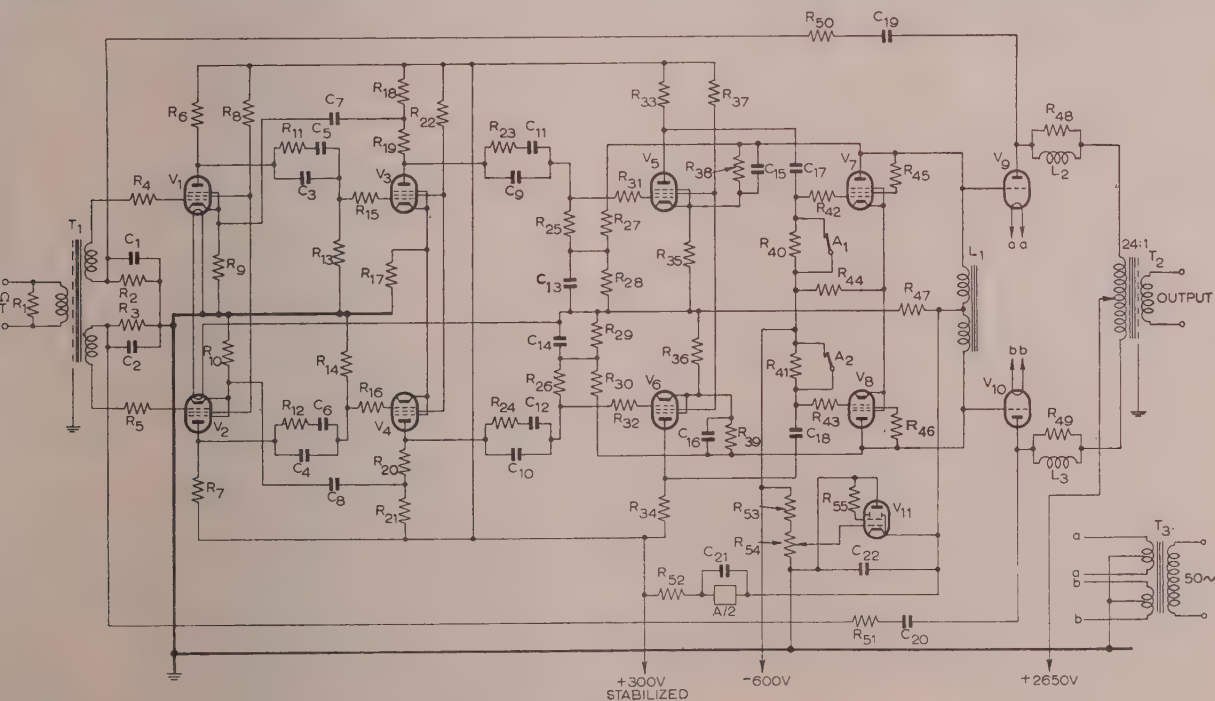 R50 C19
R6 R8 C7 R18 R22 R33 R37 R48
R11 C5 R19 R23 C11 L2
V1 C3 V3 C9 V5 R38 C15 C17 V7 R45 V9
R4 R15 R31 R42 a a
T1 C1 R25 R27 R40 A1 L1 24:1 T2
R9 R13 R17 R35
R1 R2 C13 R28 R44 R47 OUTPUT
R3
C2 R10 R14 C14 R29 R36 R41 A2 bb
R26 R30 V6 V8 V10
R5 V2 R12 C6 R16 V4 R24 C12 R32 C16 R39 R43 C18 R46 R49
C4 R20 C10 L3
R7 C8 R21 R34 R53 R55 V11 T3
R54 a
C21 C22 a 50~
R52 A/2 b
R51 C20 b
+300V -600V +2650V
STABILIZED